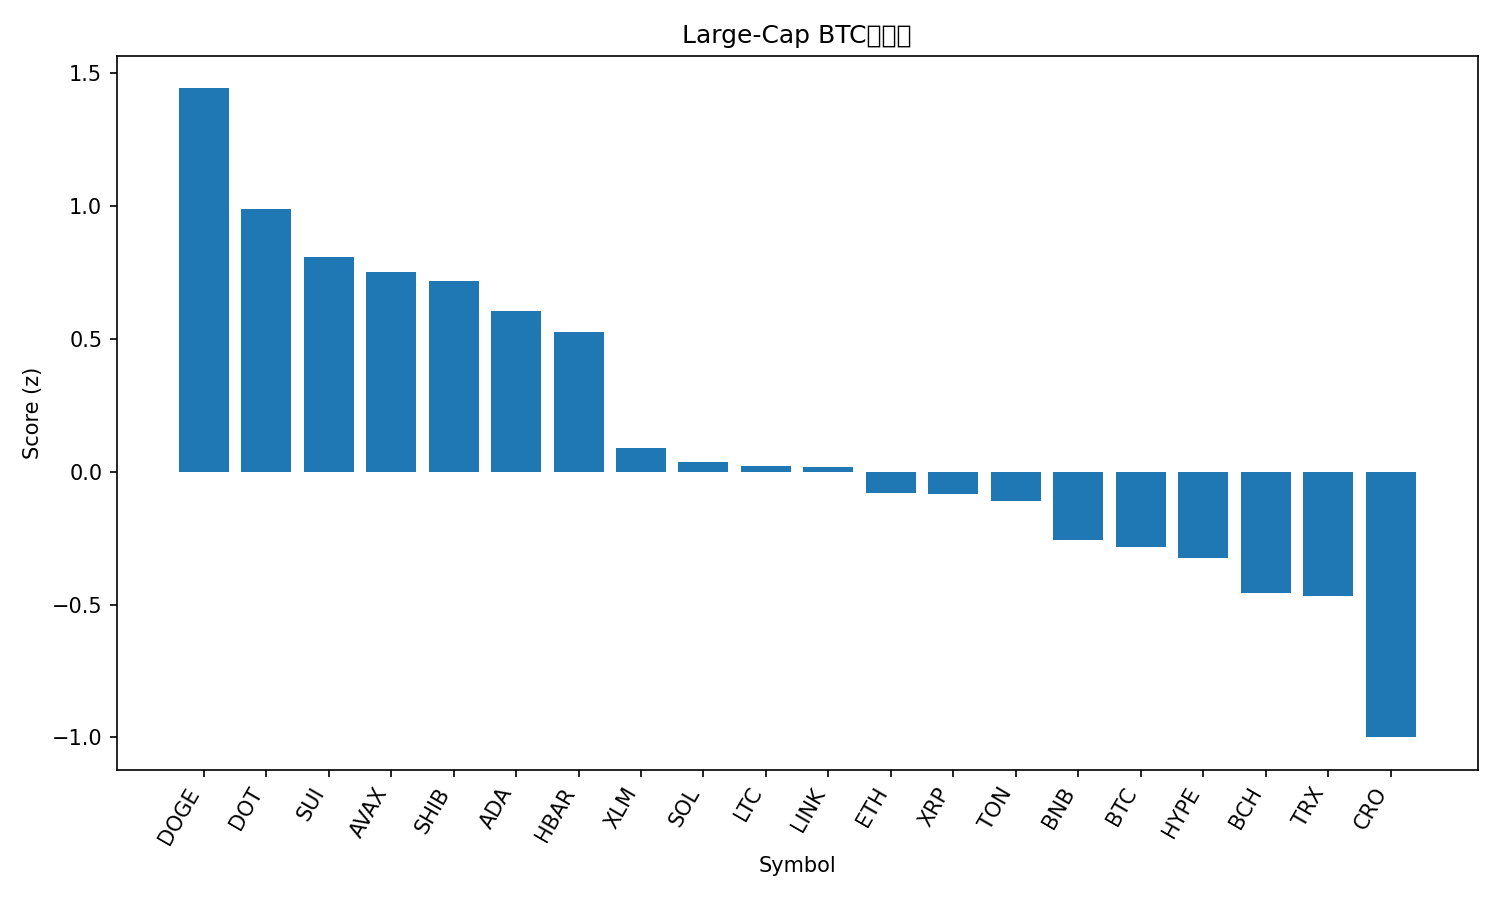 Large-Cap BTC
1.5
1.0
0.5
0.0
−0.5
−1.0
Score (z)
DOGE
DOT
SUI
AVAX
SHIB
ADA
HBAR
XLM
SOL
LTC
LINK
ETH
XRP
TON
BNB
BTC
HYPE
BCH
TRX
CRO
Symbol